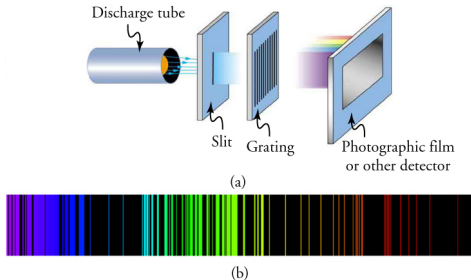 Discharge tube
Slit
Grating
Photographic film
or other detector
(a)
(b)